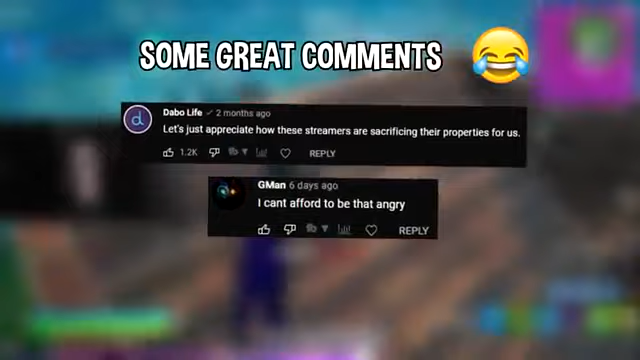 SOME GREAT COMMENTS
Dabo Life 2 months ago
Let's just appreciate how these streamers are sacrificing their properties for us.
1.2K REPLY
GMan 6 days ago
I cant afford to be that angry
REPLY